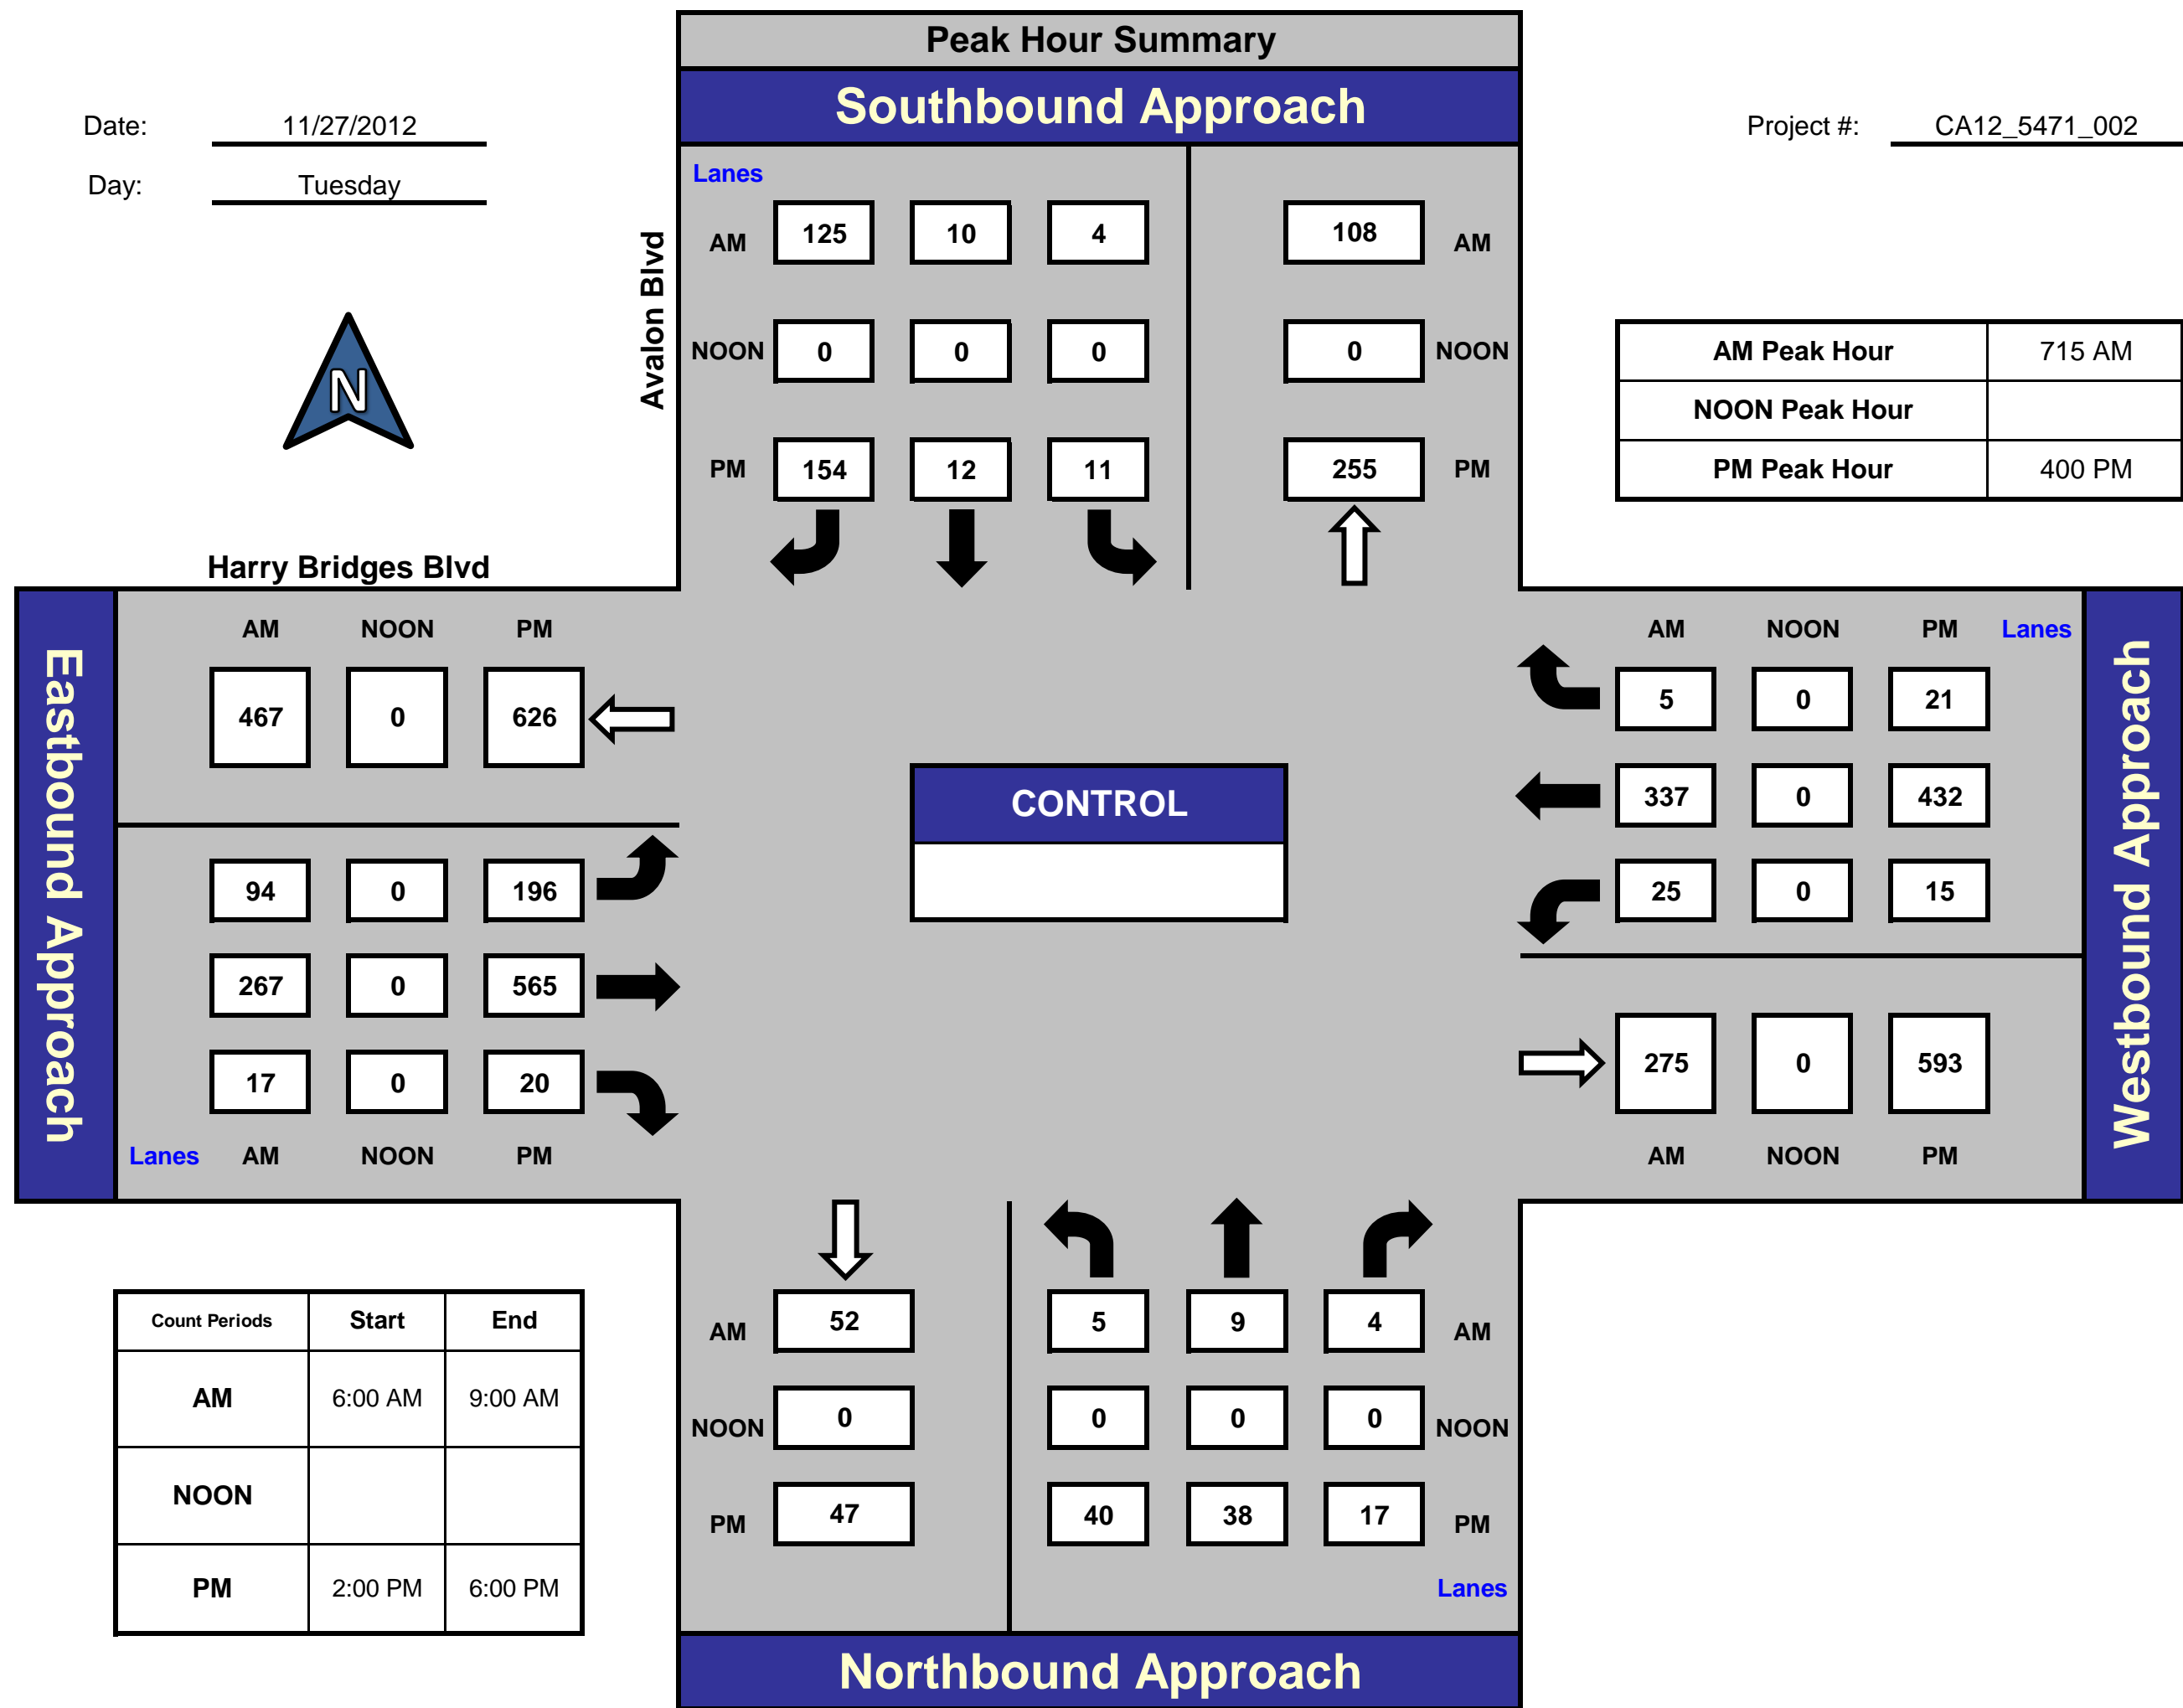 Peak Hour Summary
Southbound Approach
Date: 11/27/2012
Project #: CA12_5471_002
Day: Tuesday
Lanes
AM 125 10 4 108 AM
Avalon Blvd
N
NOON 0 0 0 0 NOON
AM Peak Hour 715 AM
NOON Peak Hour
PM Peak Hour 400 PM
PM 154 12 11 255 PM
Harry Bridges Blvd
Eastbound Approach
AM NOON PM
467 0 626
94 0 196
267 0 565
17 0 20
Lanes AM NOON PM
CONTROL
AM NOON PM Lanes
5 0 21
337 0 432
25 0 15
275 0 593
AM NOON PM
Westbound Approach
Count Periods Start End
AM 6:00 AM 9:00 AM
NOON
PM 2:00 PM 6:00 PM
AM 52 5 9 4 AM
NOON 0 0 0 0 NOON
PM 47 40 38 17 PM
Lanes
Northbound Approach